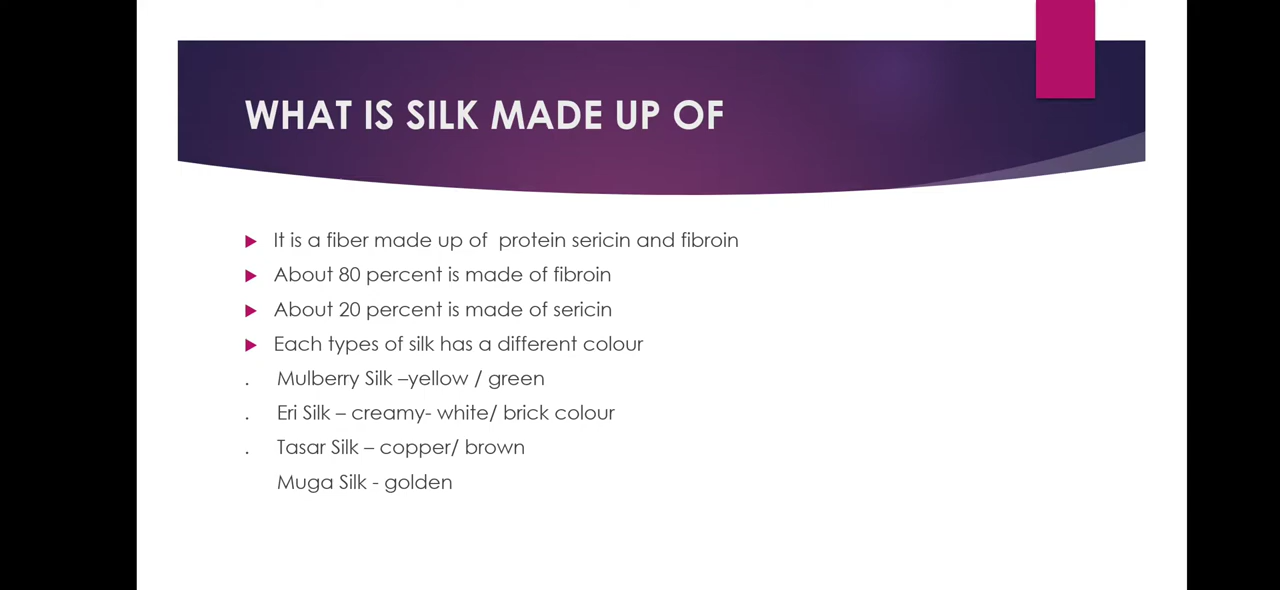 WHAT IS SILK MADE UP OF
It is a fiber made up of  protein sericin and fibroin
About 80 percent is made of fibroin
About 20 percent is made of sericin
Each types of silk has a different colour
. Mulberry Silk –yellow / green
. Eri Silk – creamy- white/ brick colour
. Tasar Silk – copper/ brown
Muga Silk - golden